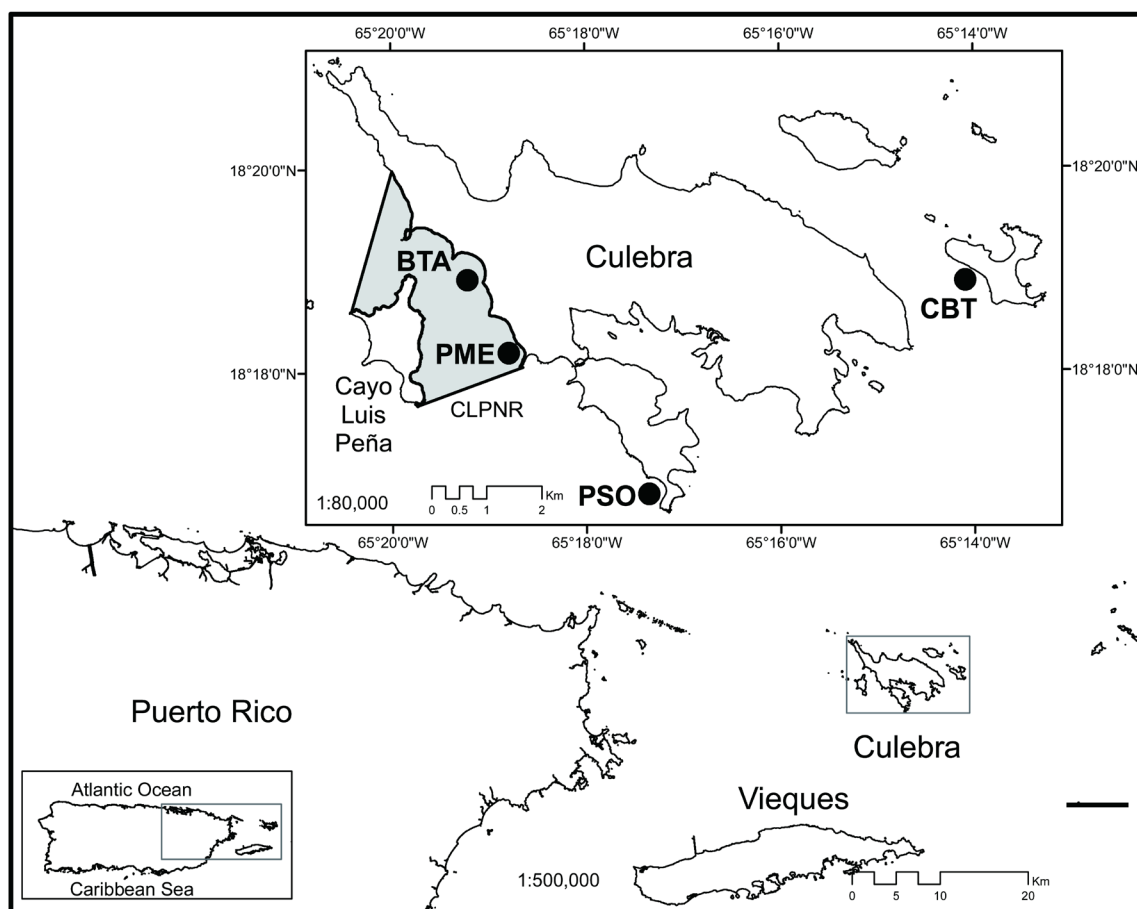 65°20'0"W 65°18'0"W 65°16'0"W 65°14'0"W
18°20'0"N
18°20'0"N
BTA
Culebra
CBT
PME
18°18'0"N
18°18'0"N
Cayo
Luis
Peña
CLPNR
PSO
1:80,000
Km
0 0.5 1 2
65°20'0"W 65°18'0"W 65°16'0"W 65°14'0"W
Puerto Rico
Culebra
Vieques
Atlantic Ocean
Caribbean Sea
1:500,000
Km
0 5 10 20